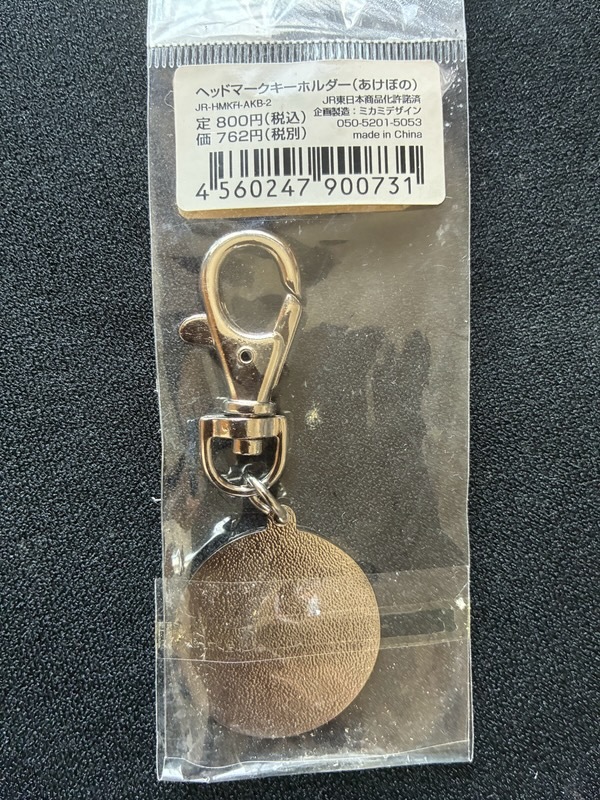 ヘッドマークキーホルダー(あけぼの)
JR-HMKH-AKB-2 JR東日本商品化許諾済
定価 800円(税込) 企画製造:ミカミデザイン
762円(税別) 050-5201-5053
made in China
4 560247 900731